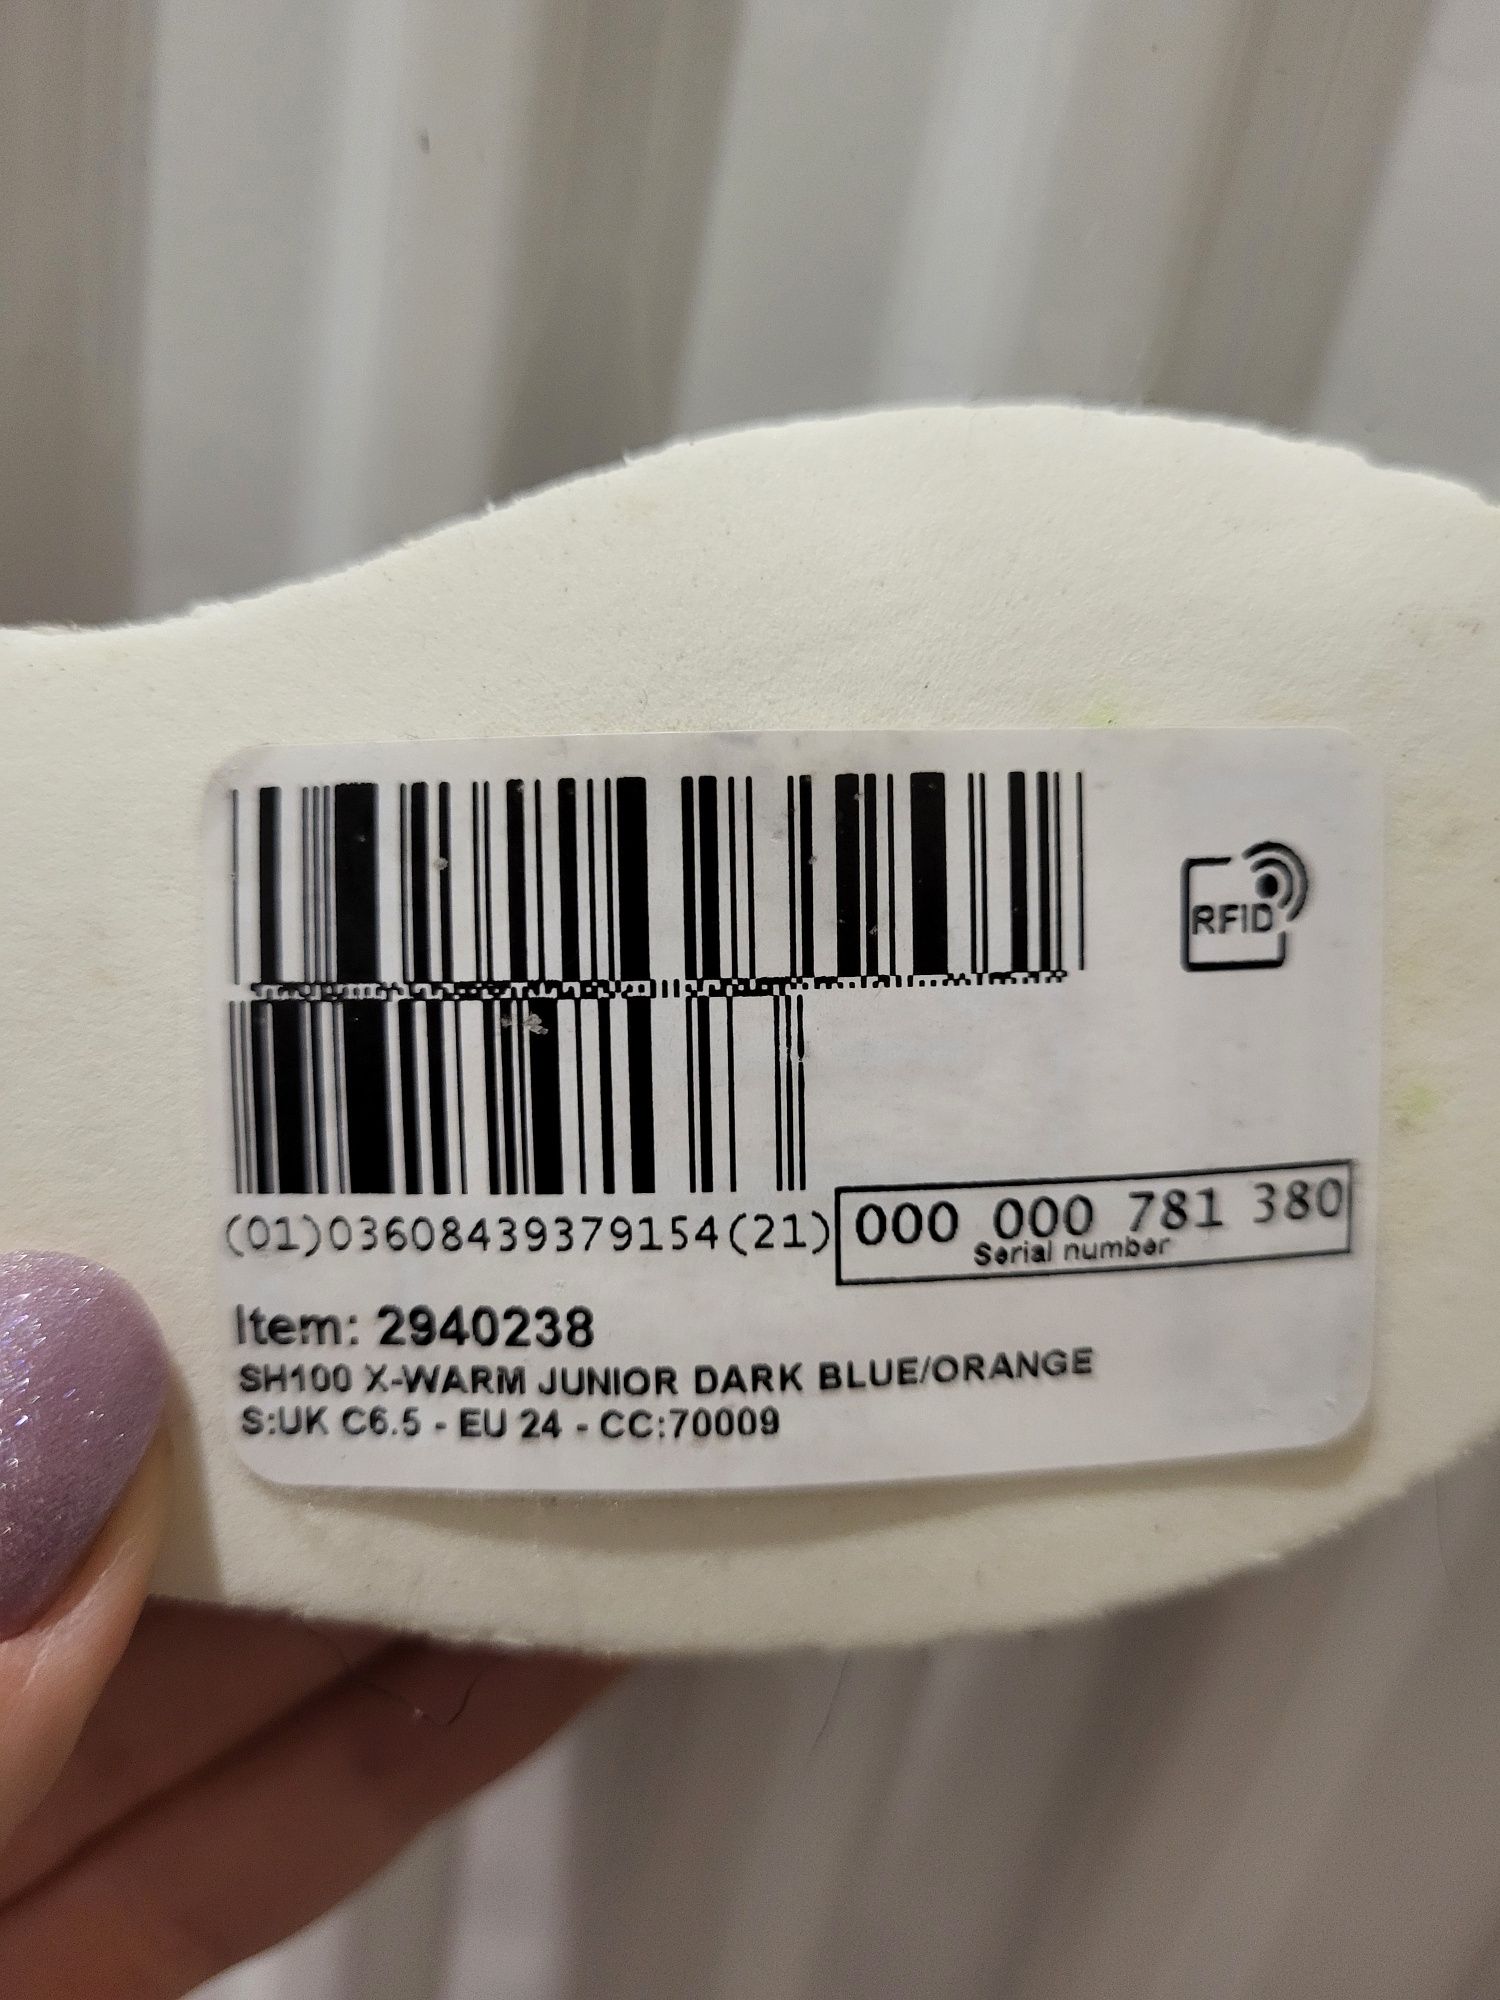 RFID
(01)03608439379154(21) 000 000 781 380
Serial number
Item: 2940238
SH100 X-WARM JUNIOR DARK BLUE/ORANGE
S:UK C6.5 - EU 24 - CC:70009